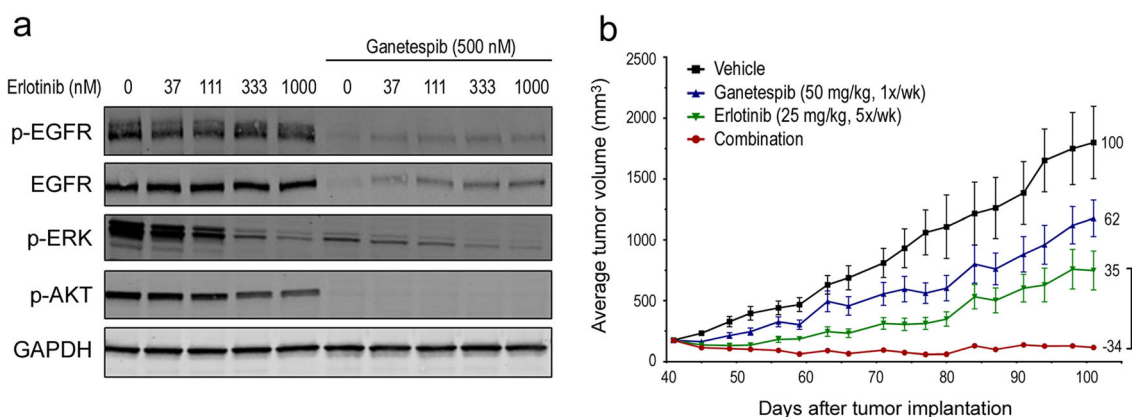 a
Ganetespib (500 nM)
Erlotinib (nM) 0 37 111 333 1000 0 37 111 333 1000
p-EGFR
EGFR
p-ERK
p-AKT
GAPDH
b
Average tumor volume (mm3)
2500
2000
1500
1000
500
0
Vehicle
Ganetespib (50 mg/kg, 1x/wk)
Erlotinib (25 mg/kg, 5x/wk)
Combination
100
62
35
-34
40 50 60 70 80 90 100
Days after tumor implantation